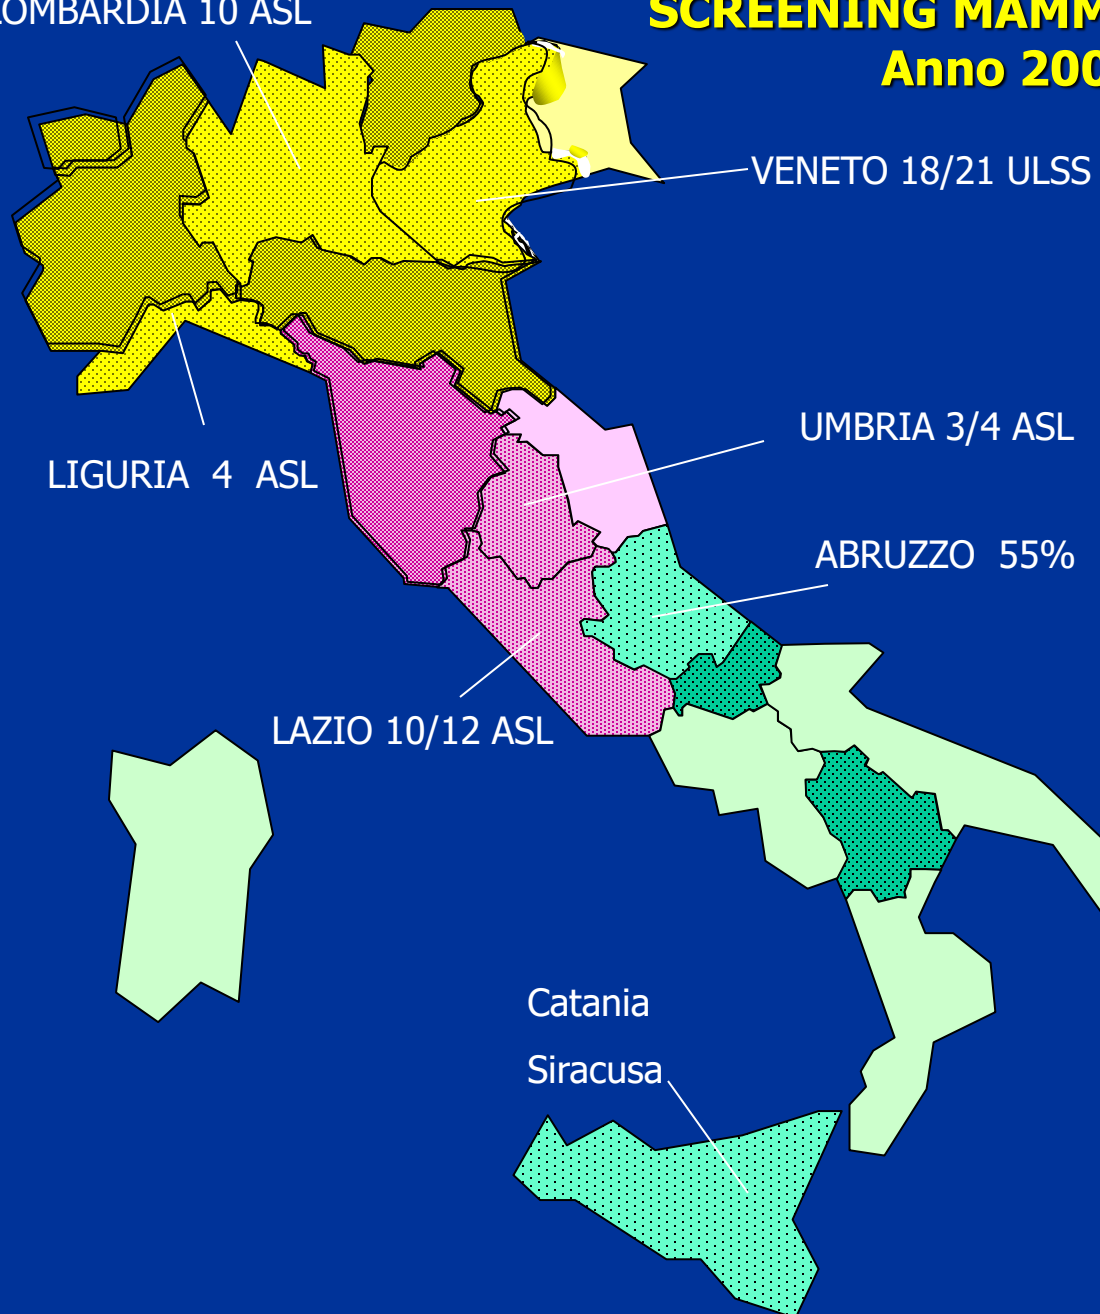 LOMBARDIA 10 ASL
SCREENING MAMM
Anno 200
VENETO 18/21 ULSS
UMBRIA 3/4 ASL
LIGURIA 4 ASL
ABRUZZO 55%
LAZIO 10/12 ASL
Catania
Siracusa